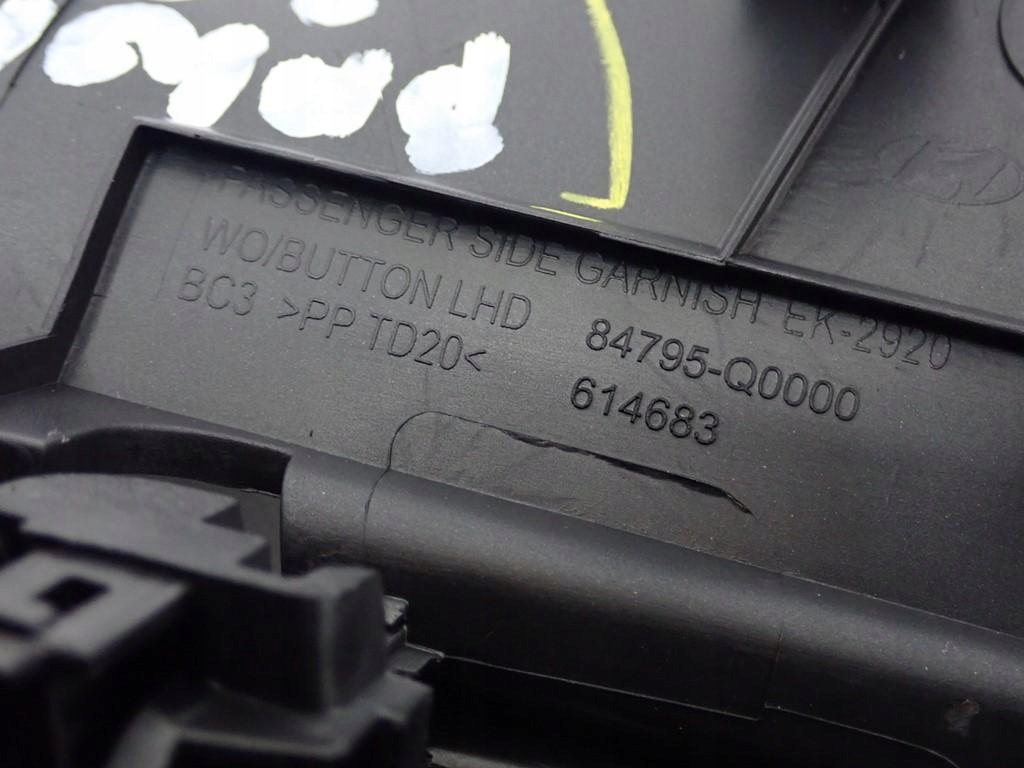 PASSENGER SIDE GARNISH EK-2920
WO/BUTTON LHD 84795-Q0000
BC3 >PP TD20< 614683